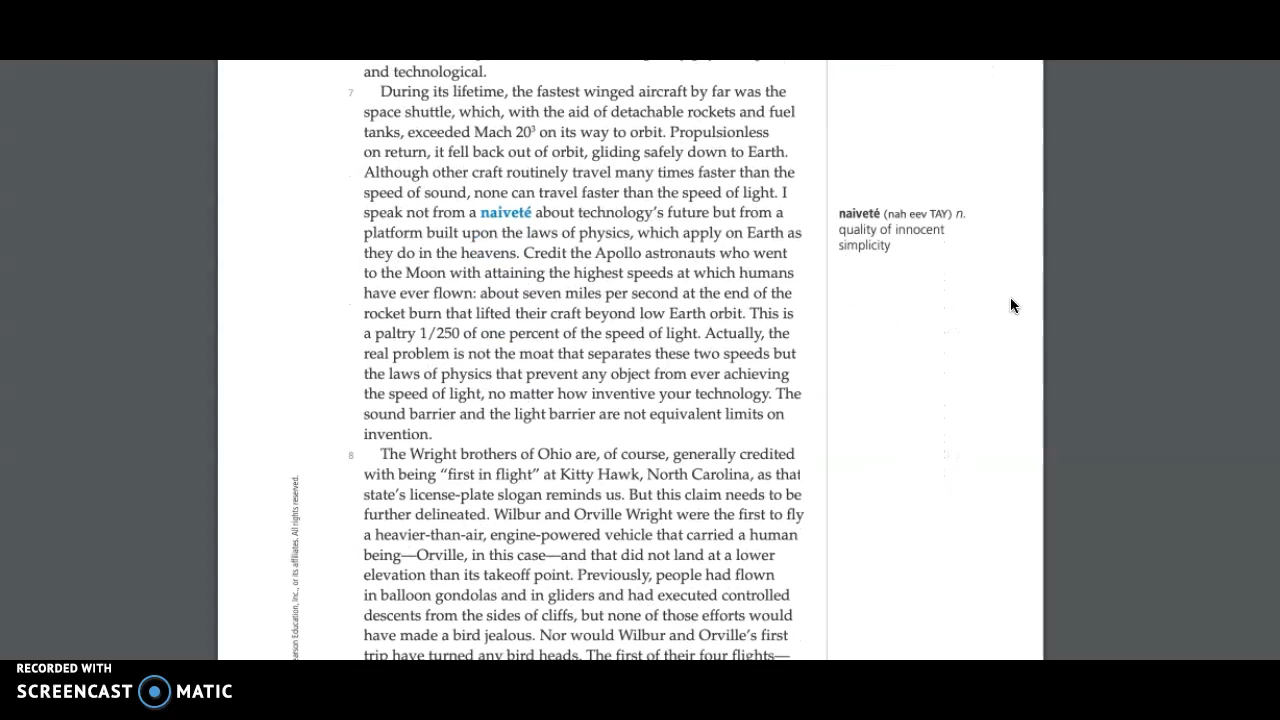 and technological.
7 During its lifetime, the fastest winged aircraft by far was the
space shuttle, which, with the aid of detachable rockets and fuel
tanks, exceeded Mach 20³ on its way to orbit. Propulsionless
on return, it fell back out of orbit, gliding safely down to Earth.
Although other craft routinely travel many times faster than the
speed of sound, none can travel faster than the speed of light. I
speak not from a naiveté about technology’s future but from a
platform built upon the laws of physics, which apply on Earth as
they do in the heavens. Credit the Apollo astronauts who went
to the Moon with attaining the highest speeds at which humans
have ever flown: about seven miles per second at the end of the
rocket burn that lifted their craft beyond low Earth orbit. This is
a paltry 1/250 of one percent of the speed of light. Actually, the
real problem is not the moat that separates these two speeds but
the laws of physics that prevent any object from ever achieving
the speed of light, no matter how inventive your technology. The
sound barrier and the light barrier are not equivalent limits on
invention.
8 The Wright brothers of Ohio are, of course, generally credited
with being “first in flight” at Kitty Hawk, North Carolina, as that
state’s license-plate slogan reminds us. But this claim needs to be
further delineated. Wilbur and Orville Wright were the first to fly
a heavier-than-air, engine-powered vehicle that carried a human
being—Orville, in this case—and that did not land at a lower
elevation than its takeoff point. Previously, people had flown
in balloon gondolas and in gliders and had executed controlled
descents from the sides of cliffs, but none of those efforts would
have made a bird jealous. Nor would Wilbur and Orville’s first
trip have turned any bird heads. The first of their four flights—
naiveté (nah eev TAY) n.
quality of innocent
simplicity
Education, Inc., or its affiliates. All rights reserved.
RECORDED WITH
SCREENCAST MATIC